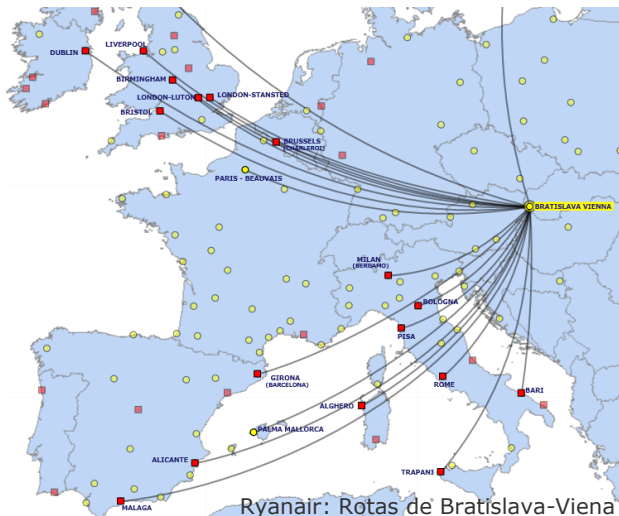 DUBLIN
LIVERPOOL
BIRMINGHAM
LONDON-LUTON
LONDON-STANSTED
BRISTOL
BRUSSELS
(CHARLEROI)
PARIS - BEAUVAIS
BRATISLAVA VIENNA
MILAN
(BERGAMO)
BOLOGNA
PISA
GIRONA
(BARCELONA)
ROME
BARI
ALGHERO
PALMA MALLORCA
ALICANTE
TRAPANI
MALAGA
Ryanair: Rotas de Bratislava-Viena